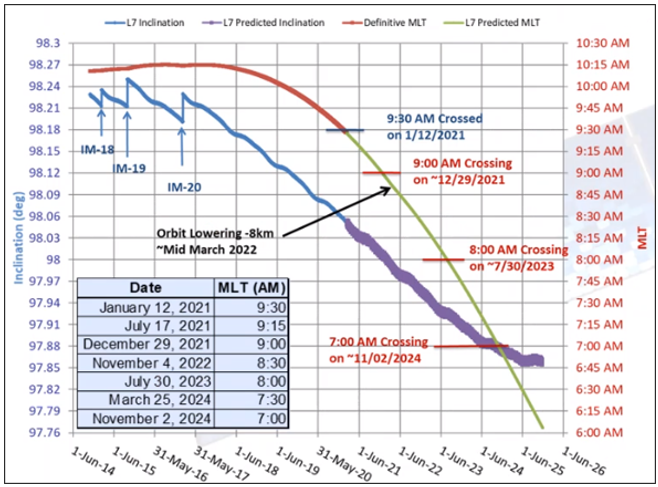 L7 Inclination L7 Predicted Inclination Definitive MLT L7 Predicted MLT
98.3
98.27
98.24
98.21
98.18
98.15
98.12
98.09
98.06
98.03
98
97.97
97.94
97.91
97.88
97.85
97.82
97.79
97.76
Inclination (deg)
10:30 AM
10:15 AM
10:00 AM
9:45 AM
9:30 AM
9:15 AM
9:00 AM
8:45 AM
8:30 AM
8:15 AM
8:00 AM
7:45 AM
7:30 AM
7:15 AM
7:00 AM
6:45 AM
6:30 AM
6:15 AM
6:00 AM
MLT
IM-18
IM-19
IM-20
9:30 AM Crossed
on 1/12/2021
9:00 AM Crossing
on ~12/29/2021
Orbit Lowering -8km
~Mid March 2022
8:00 AM Crossing
on ~7/30/2023
7:00 AM Crossing
on ~11/02/2024
Date MLT (AM)
January 12, 2021 9:30
July 17, 2021 9:15
December 29, 2021 9:00
November 4, 2022 8:30
July 30, 2023 8:00
March 25, 2024 7:30
November 2, 2024 7:00
1-Jun-14
1-Jun-15
31-May-16
31-May-17
1-Jun-18
1-Jun-19
31-May-20
1-Jun-21
1-Jun-22
1-Jun-23
1-Jun-24
1-Jun-25
1-Jun-26